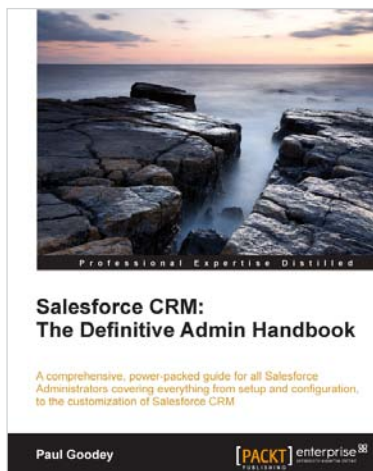 Professional Expertise Distilled
Salesforce CRM:
The Definitive Admin Handbook
A comprehensive, power-packed guide for all Salesforce
Administrators covering everything from setup and configuration,
to the customization of Salesforce CRM
Paul Goodey
[PACKT] enterprise
PUBLISHING